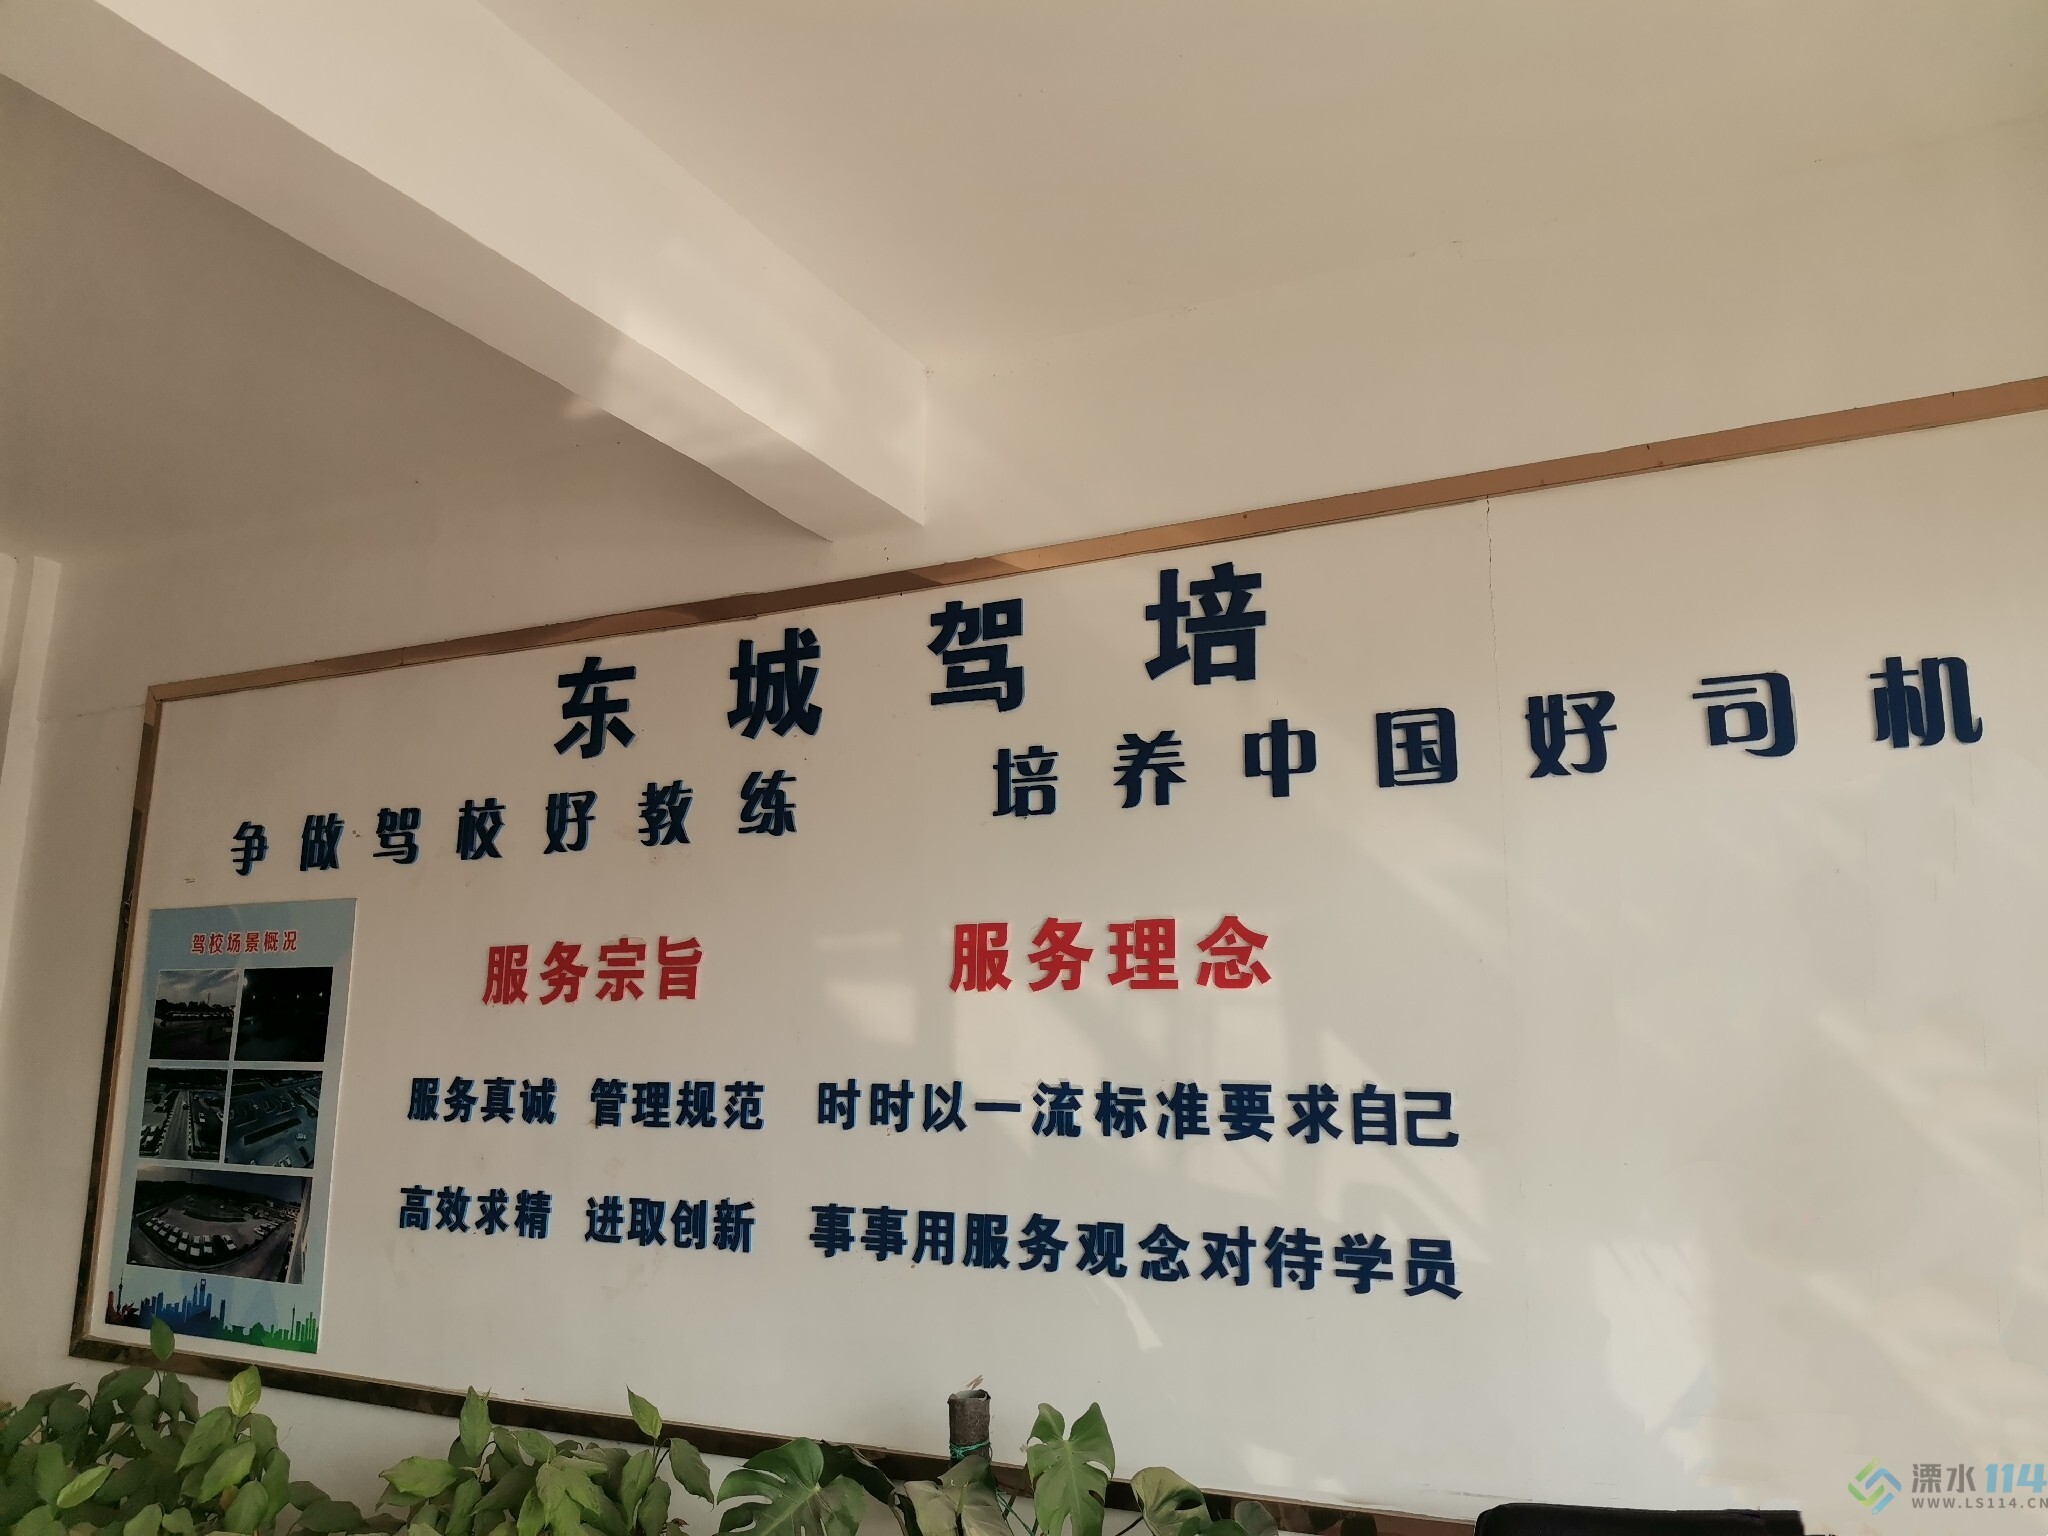 东城驾培
争做驾校好教练 培养中国好司机
驾校场景概况
服务宗旨 服务理念
服务真诚 管理规范 时时以一流标准要求自己
高效求精 进取创新 事事用服务观念对待学员
溧水114
WWW.LS114.CN